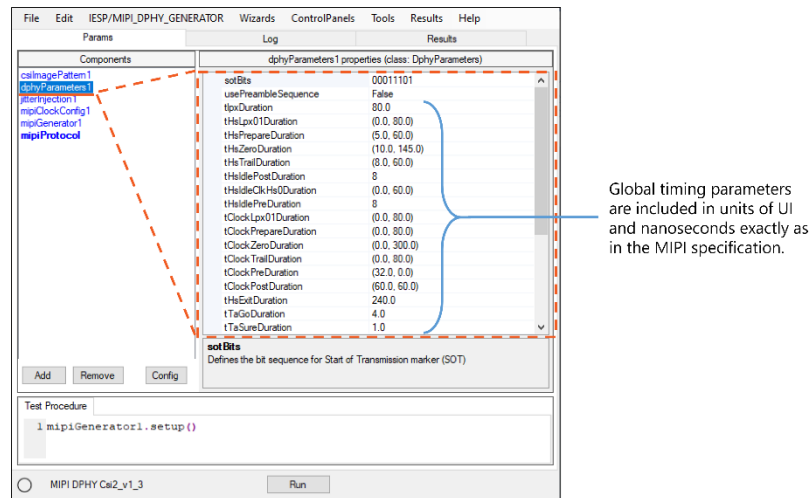 File Edit IESP/MIPI_DPHY_GENERATOR Wizards ControlPanels Tools Results Help
Params Log Results
Components
csiImagePattern1
dphyParameters1
jitterInjection1
mipiClockConfig1
mipiGenerator1
mipiProtocol
Add Remove Config
dphyParameters1 properties (class: DphyParameters)
sotBits 00011101
usePreambleSequence False
tlpxDuration 80.0
tHsLpx01Duration (0.0, 80.0)
tHsPrepareDuration (5.0, 60.0)
tHsZeroDuration (10.0, 145.0)
tHsTrailDuration (8.0, 60.0)
tHsIdlePostDuration 8
tHsIdleClkHs0Duration (0.0, 60.0)
tHsIdlePreDuration 8
tClockLpx01Duration (0.0, 80.0)
tClockPrepareDuration (0.0, 80.0)
tClockZeroDuration (0.0, 300.0)
tClockTrailDuration (0.0, 80.0)
tClockPreDuration (32.0, 0.0)
tClockPostDuration (60.0, 60.0)
tHsExitDuration 240.0
tTaGoDuration 4.0
tTaSureDuration 1.0
sotBits
Defines the bit sequence for Start of Transmission marker (SOT)
Global timing parameters
are included in units of UI
and nanoseconds exactly as
in the MIPI specification.
Test Procedure
1 mipiGenerator1.setup()
MIPI DPHY Csi2_v1_3 Run